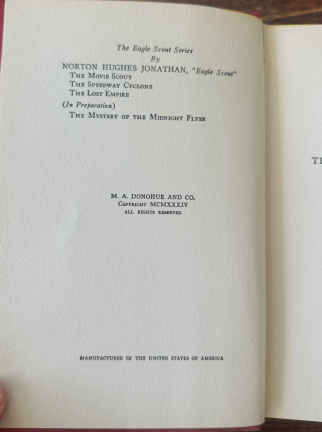 The Eagle Scout Series
By
NORTON HUGHES JONATHAN, "Eagle Scout"
THE MOVIE SCOUT
THE SPEEDWAY CYCLONE
THE LOST EMPIRE
(In Preparation)
THE MYSTERY OF THE MIDNIGHT FLYER
M. A. DONOHUE AND CO.
COPYRIGHT MCMXXXIV
ALL RIGHTS RESERVED
MANUFACTURED IN THE UNITED STATES OF AMERICA